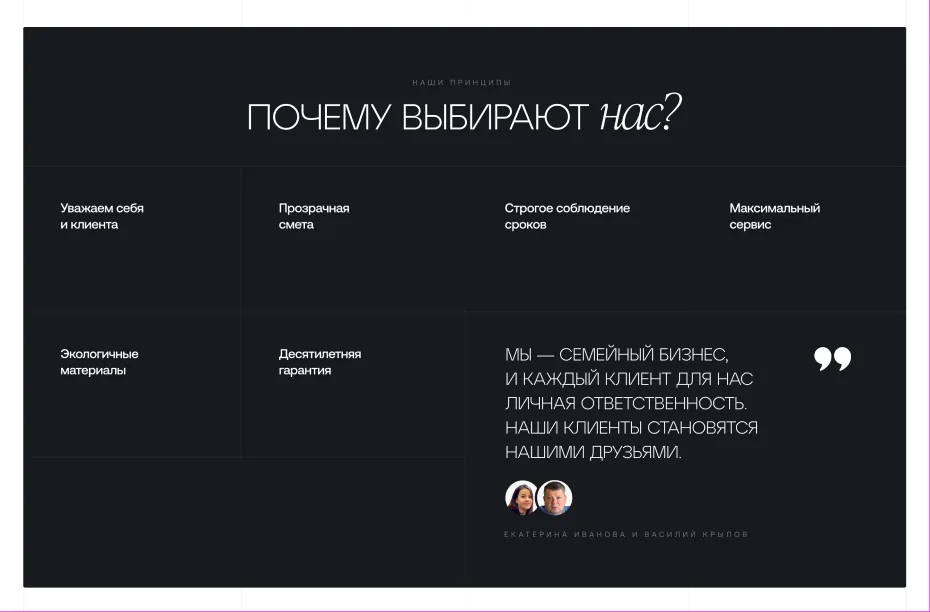 НАШИ ПРИНЦИПЫ
ПОЧЕМУ ВЫБИРАЮТ нас?
Уважаем себя
и клиента
Прозрачная
смета
Строгое соблюдение
сроков
Максимальный
сервис
Экологичные
материалы
Десятилетняя
гарантия
МЫ — СЕМЕЙНЫЙ БИЗНЕС,
И КАЖДЫЙ КЛИЕНТ ДЛЯ НАС
ЛИЧНАЯ ОТВЕТСТВЕННОСТЬ.
НАШИ КЛИЕНТЫ СТАНОВЯТСЯ
НАШИМИ ДРУЗЬЯМИ.
ЕКАТЕРИНА ИВАНОВА И ВАСИЛИЙ КРЫЛОВ